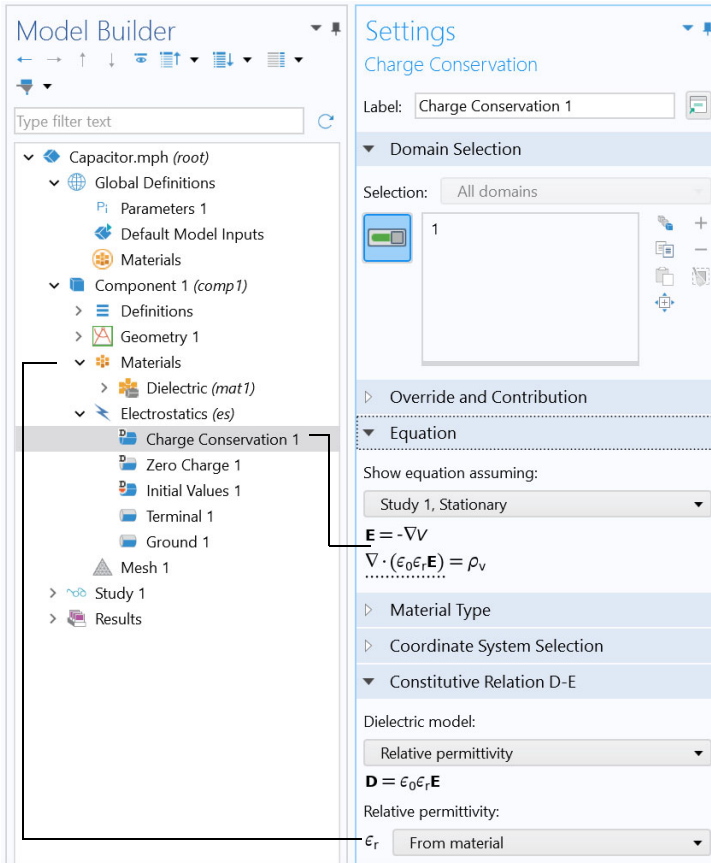 Model Builder
Type filter text
Capacitor.mph (root)
Global Definitions
Pi Parameters 1
Default Model Inputs
Materials
Component 1 (comp1)
Definitions
Geometry 1
Materials
Dielectric (mat1)
Electrostatics (es)
D Charge Conservation 1
Zero Charge 1
D Initial Values 1
Terminal 1
Ground 1
Mesh 1
Study 1
Results
Settings
Charge Conservation
Label: Charge Conservation 1
Domain Selection
Selection: All domains
1
Override and Contribution
Equation
Show equation assuming:
Study 1, Stationary
E = -∇V
∇ · (ϵ₀ϵᵣE) = ρᵥ
Material Type
Coordinate System Selection
Constitutive Relation D-E
Dielectric model:
Relative permittivity
D = ϵ₀ϵᵣE
Relative permittivity:
ϵᵣ From material